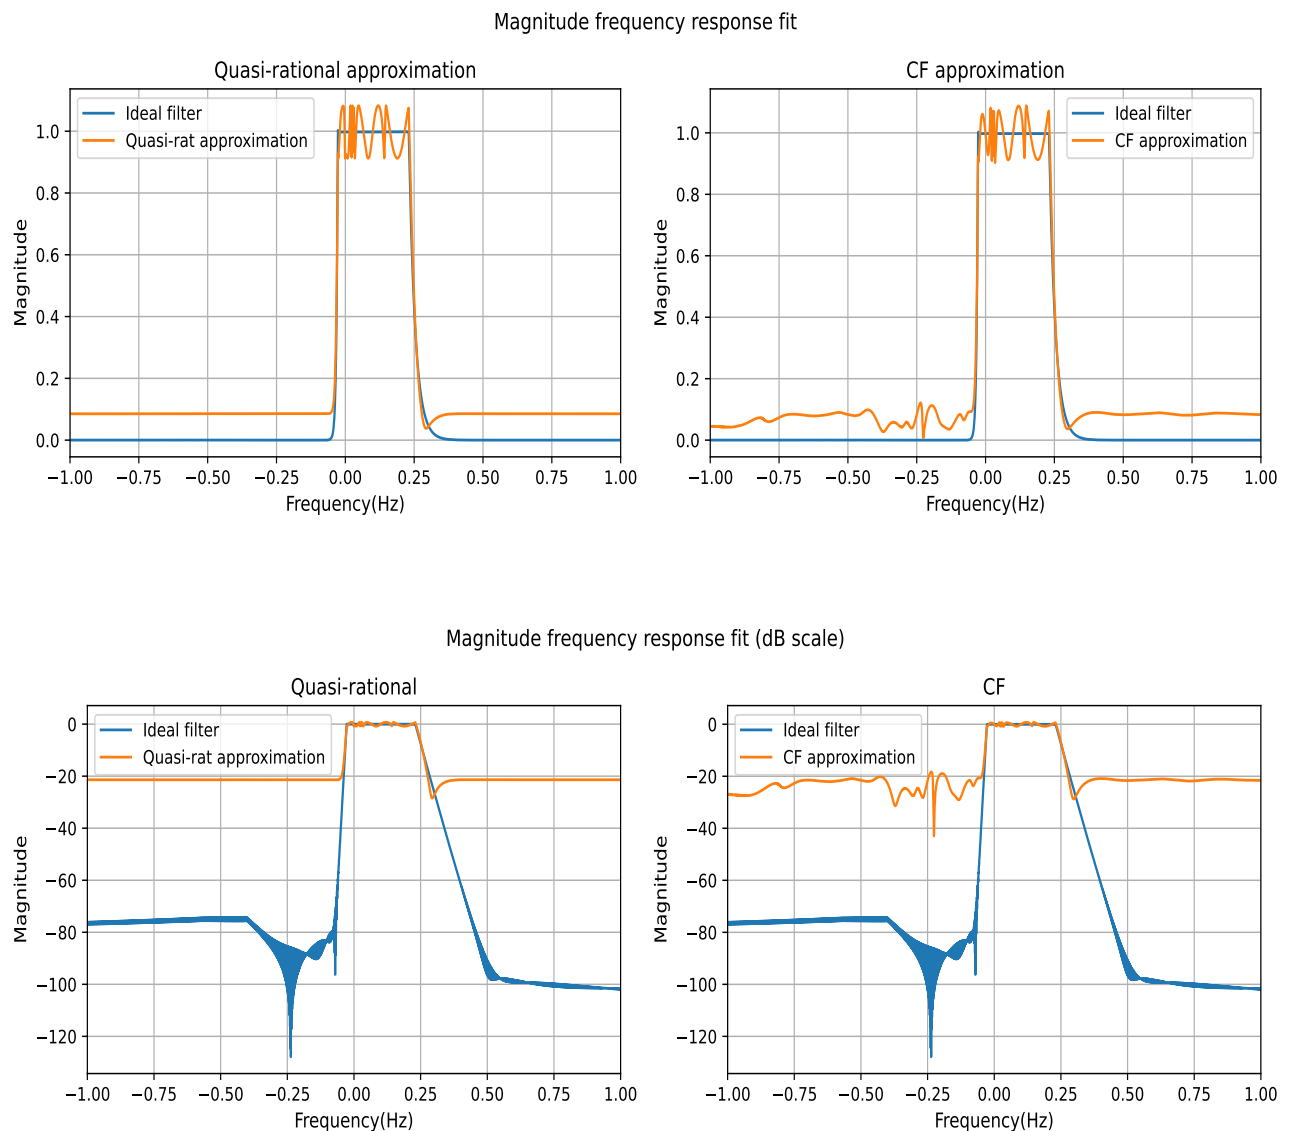 Magnitude frequency response fit
Quasi-rational approximation
Ideal filter
Quasi-rat approximation
1.0
0.8
0.6
0.4
0.2
0.0
Magnitude
−1.00 −0.75 −0.50 −0.25 0.00 0.25 0.50 0.75 1.00
Frequency(Hz)
CF approximation
Ideal filter
CF approximation
1.0
0.8
0.6
0.4
0.2
0.0
Magnitude
−1.00 −0.75 −0.50 −0.25 0.00 0.25 0.50 0.75 1.00
Frequency(Hz)
Magnitude frequency response fit (dB scale)
Quasi-rational
Ideal filter
Quasi-rat approximation
0
−20
−40
−60
−80
−100
−120
Magnitude
−1.00 −0.75 −0.50 −0.25 0.00 0.25 0.50 0.75 1.00
Frequency(Hz)
CF
Ideal filter
CF approximation
0
−20
−40
−60
−80
−100
−120
Magnitude
−1.00 −0.75 −0.50 −0.25 0.00 0.25 0.50 0.75 1.00
Frequency(Hz)